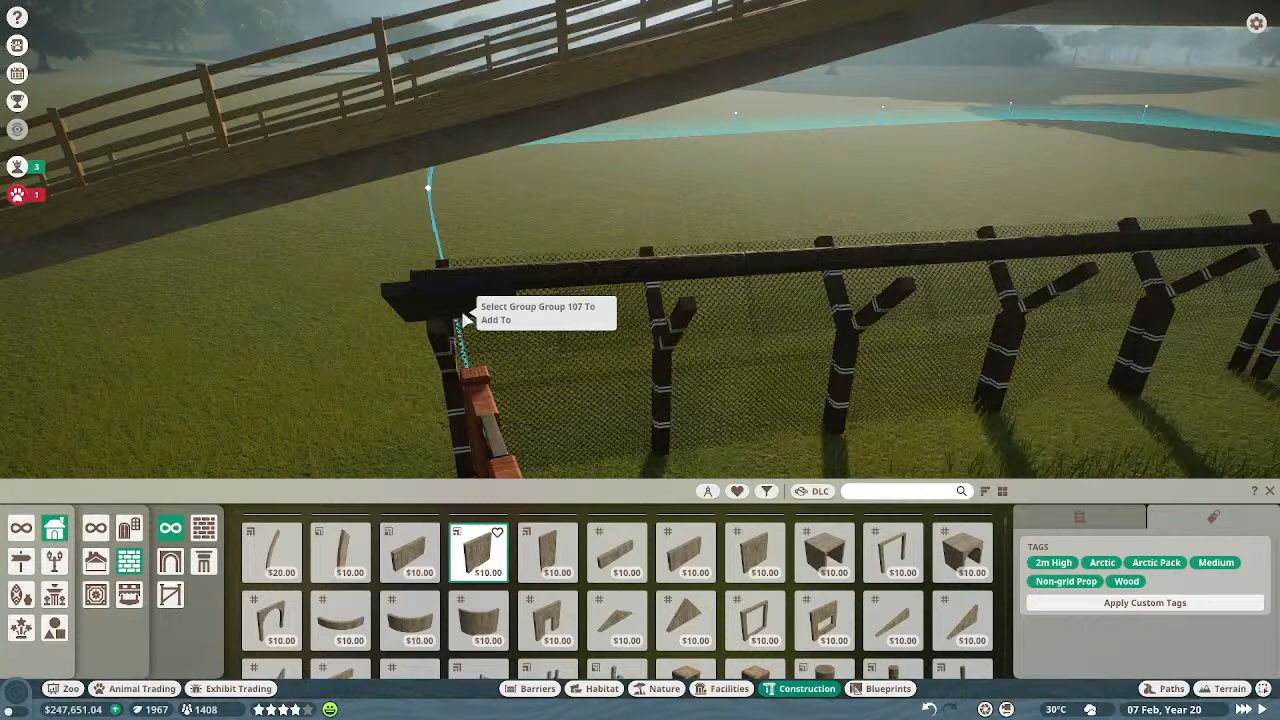 ?
3
1
Select Group Group 107 To
Add To
A
DLC
? X
$20.00 $10.00 $10.00 $10.00 $10.00 $10.00 $10.00 $10.00 $10.00 $10.00 $10.00
$10.00 $10.00 $10.00 $10.00 $10.00 $10.00 $10.00 $10.00 $10.00 $10.00 $10.00
TAGS
2m High Arctic Arctic Pack Medium
Non-grid Prop Wood
Apply Custom Tags
Zoo Animal Trading Exhibit Trading Barriers Habitat Nature Facilities Construction Blueprints Paths Terrain
$247,651.04 1967 1408 30°C 07 Feb, Year 20